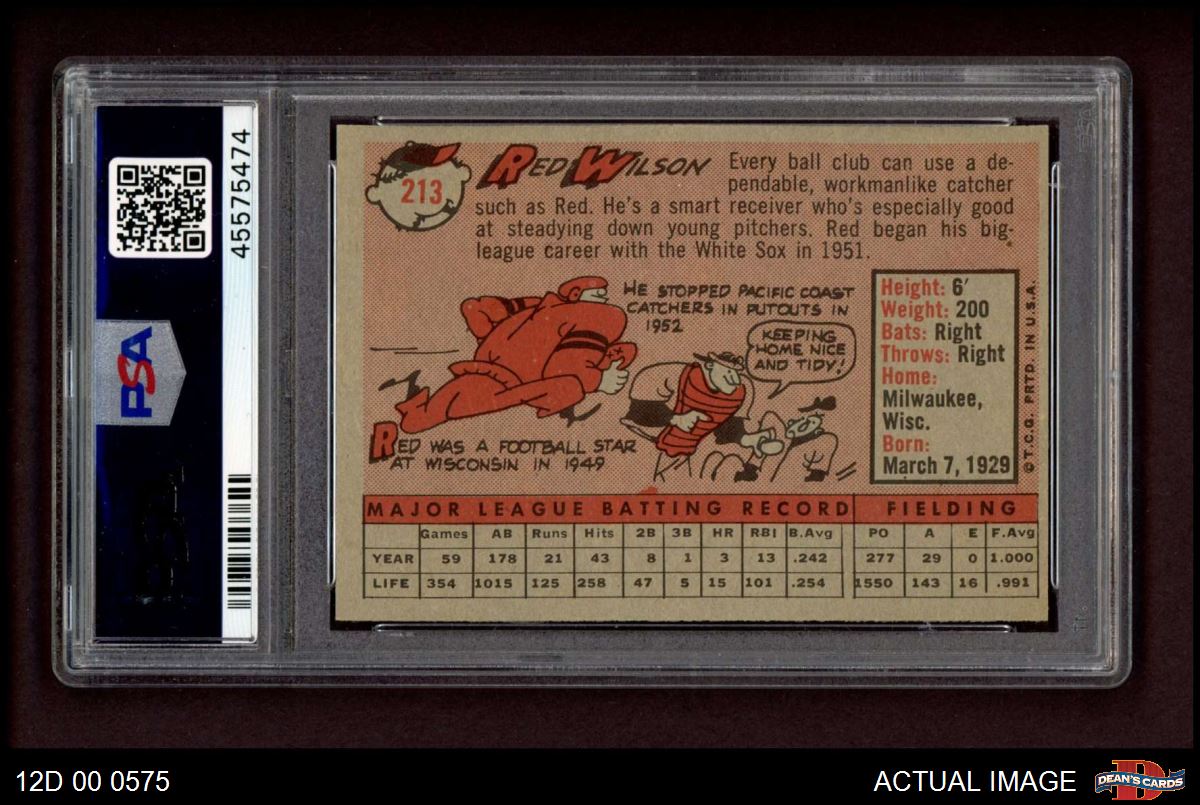 45575474
PSA
213
RED WILSON
Every ball club can use a de-
pendable, workmanlike catcher
such as Red. He's a smart receiver who's especially good
at steadying down young pitchers. Red began his big-
league career with the White Sox in 1951.
HE STOPPED PACIFIC COAST
CATCHERS IN PUTOUTS IN
1952
KEEPING
HOME NICE
AND TIDY!
RED WAS A FOOTBALL STAR
AT WISCONSIN IN 1949
Height: 6'
Weight: 200
Bats: Right
Throws: Right
Home:
Milwaukee,
Wisc.
Born:
March 7, 1929
©T.C.G. PRTD. IN U.S.A.
MAJOR LEAGUE BATTING RECORD FIELDING
Games AB Runs Hits 2B 3B HR RBI B.Avg PO A E F.Avg
YEAR 59 178 21 43 8 1 3 13 .242 277 29 0 1.000
LIFE 354 1015 125 258 47 5 15 101 .254 1550 143 16 .991
12D 00 0575
ACTUAL IMAGE
D
DEAN'S CARDS